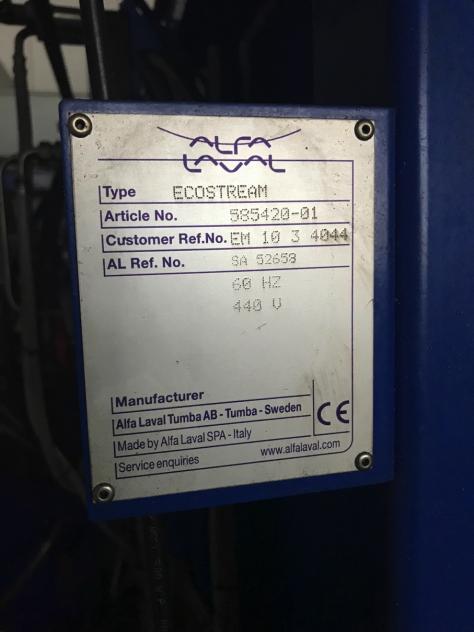 ALFA
LAVAL
Type ECOSTREAM
Article No. 585420-01
Customer Ref.No. EM 10 3 4044
AL Ref. No. SA 52658
60 HZ
440 V
Manufacturer
Alfa Laval Tumba AB - Tumba - Sweden
Made by Alfa Laval SPA - Italy
Service enquiries www.alfalaval.com
CE